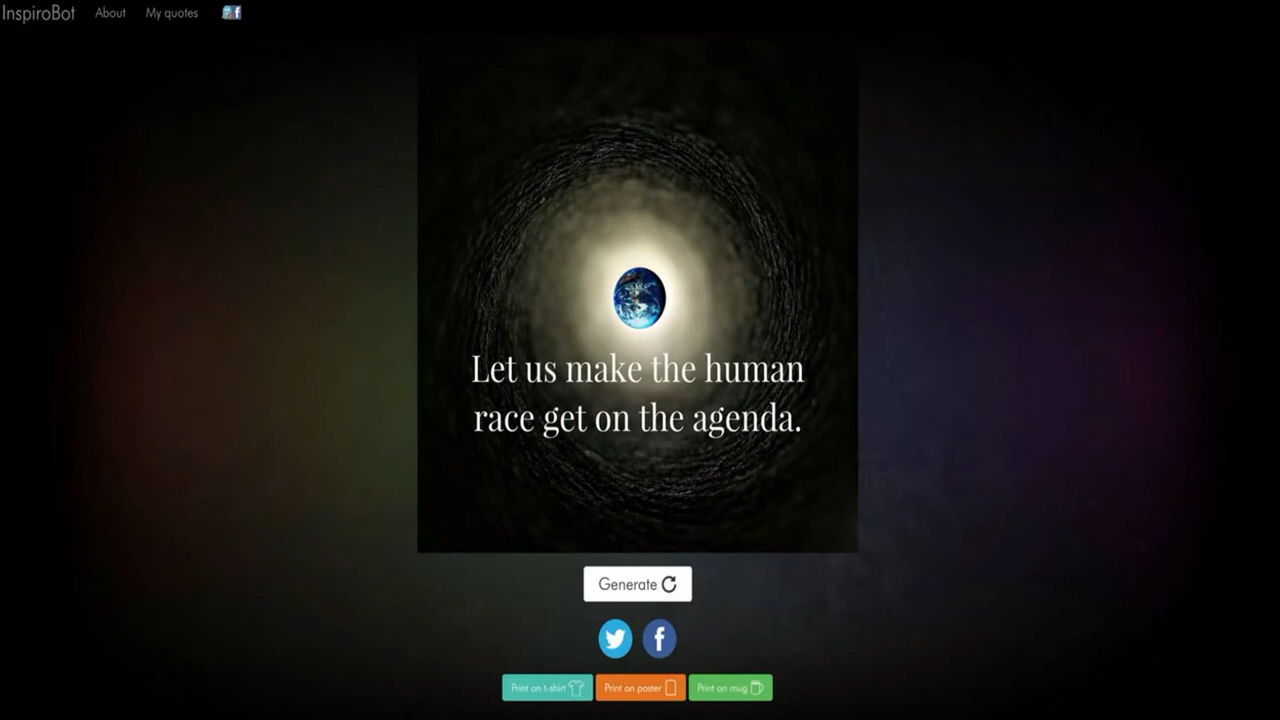 InspiroBot About My quotes
Let us make the human
race get on the agenda.
Generate
Print on t-shirt Print on poster Print on mug